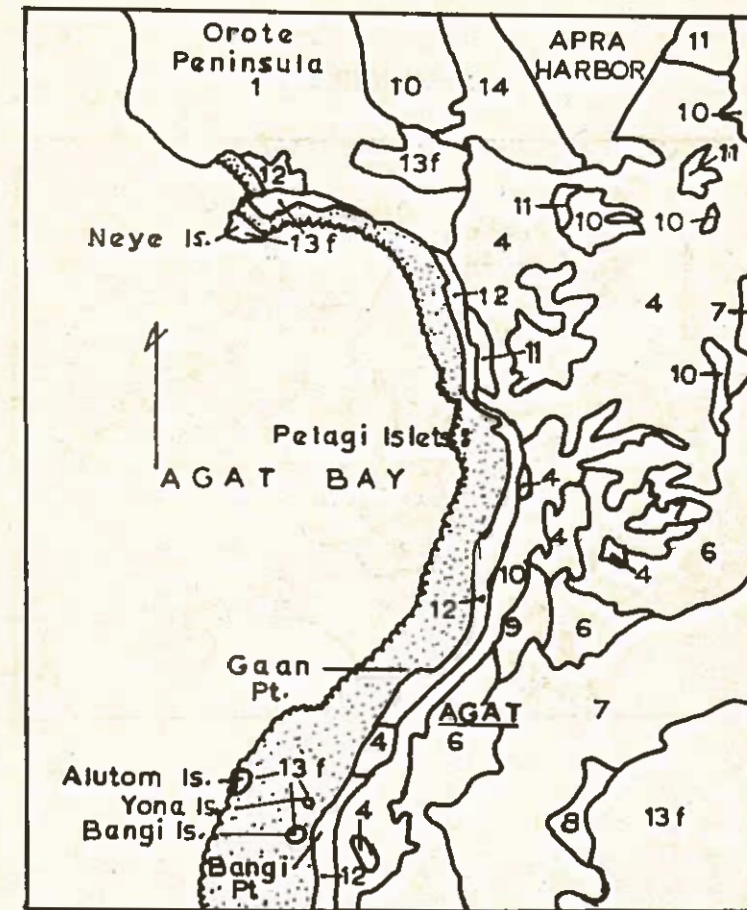 Orote
Peninsula
1
10
14
APRA
HARBOR
11
10
11
12
13f
Neye Is.
13f
11
10
10
4
12
4
7
11
10
Pelagi Islets
AGAT BAY
4
4
6
4
10
12
9
6
Gaan
Pt.
AGAT
7
4
6
Alutom Is.
13f
Yona Is.
Bangi Is.
4
8
13f
Bangi
Pt
12